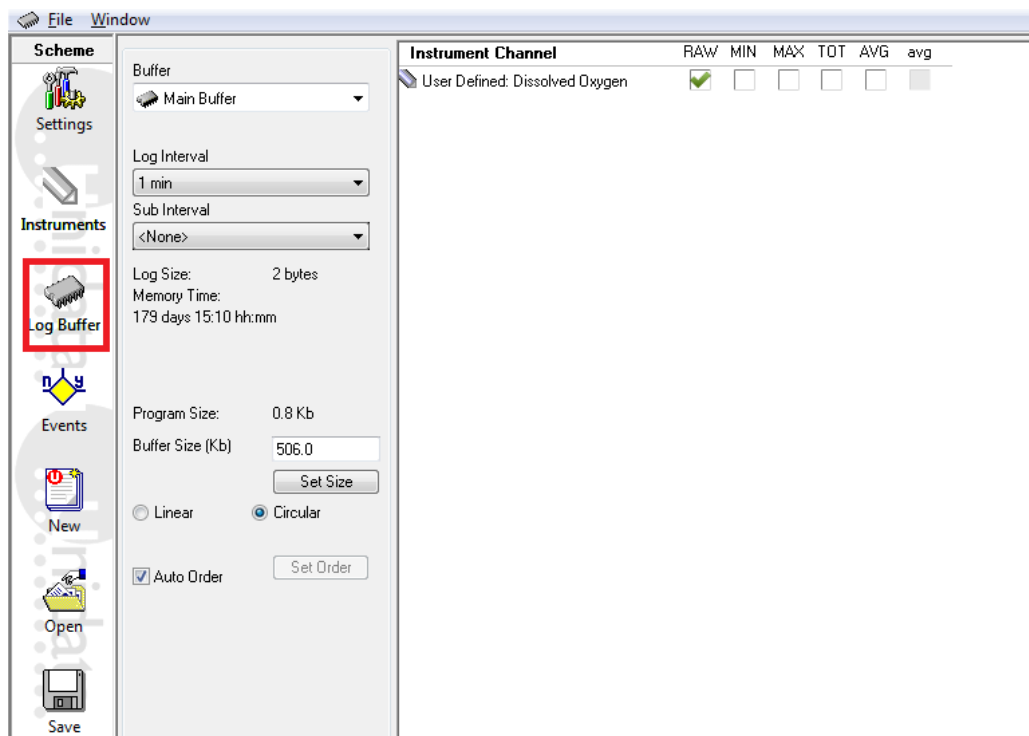 File Window
Scheme
Settings
Instruments
Log Buffer
Events
New
Open
Save
Buffer
Main Buffer
Log Interval
1 min
Sub Interval
<None>
Log Size: 2 bytes
Memory Time:
179 days 15:10 hh:mm
Program Size: 0.8 Kb
Buffer Size (Kb) 506.0
Set Size
Linear Circular
Auto Order Set Order
Instrument Channel RAW MIN MAX TOT AVG avg
User Defined: Dissolved Oxygen